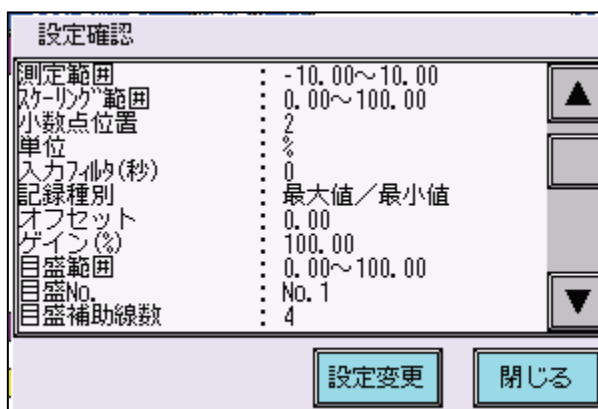 設定確認
測定範囲 : -10.00～10.00
スケーリング範囲 : 0.00～100.00
小数点位置 : 2
単位 : %
入力フィルタ(秒) : 0
記録種別 : 最大値／最小値
オフセット : 0.00
ゲイン(%) : 100.00
目盛範囲 : 0.00～100.00
目盛No. : No.1
目盛補助線数 : 4
設定変更 閉じる